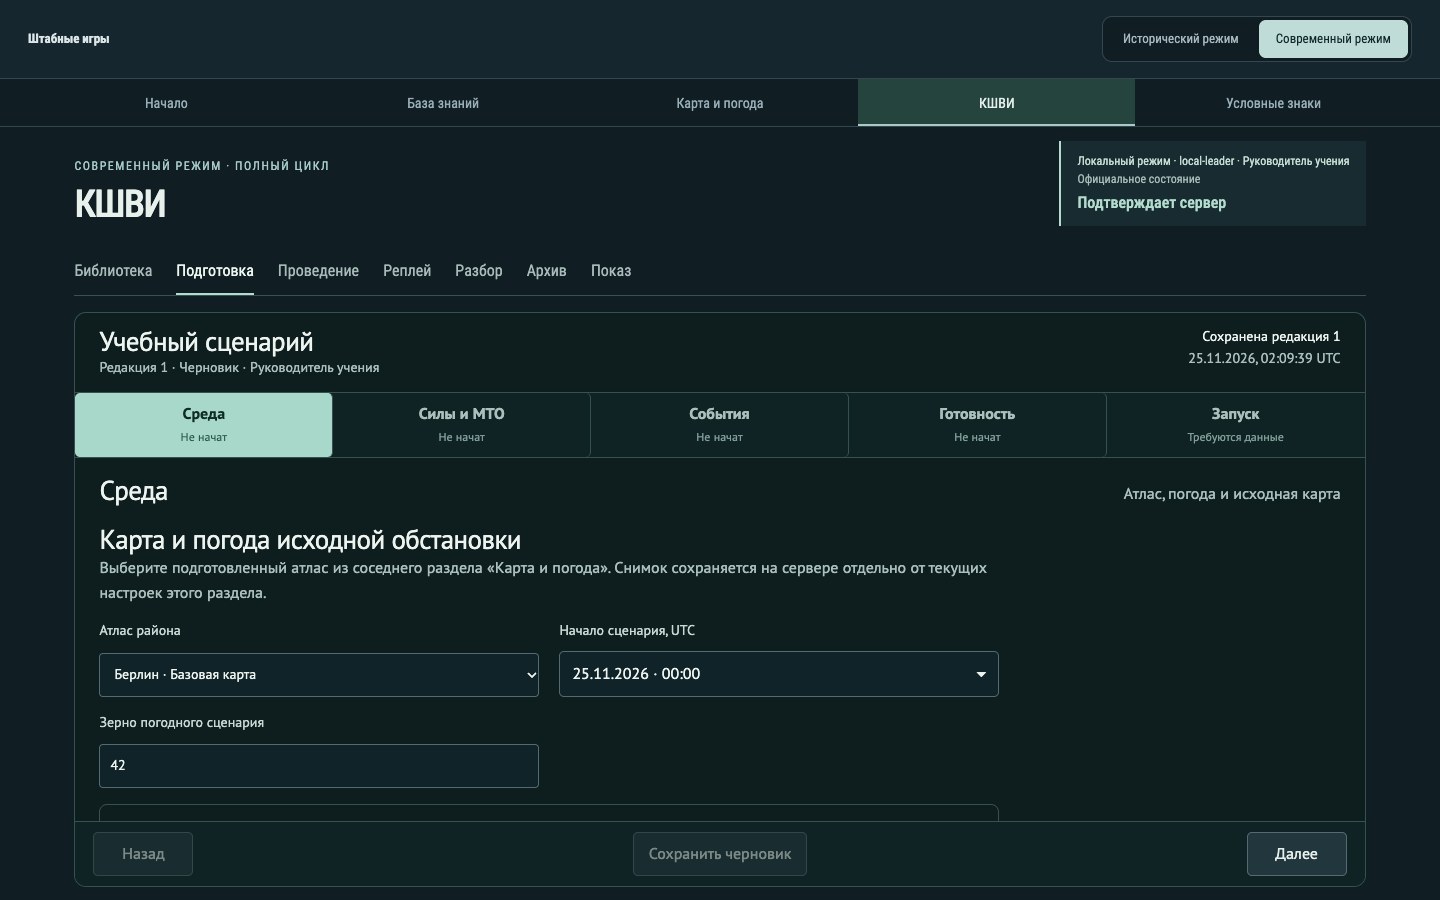 Штабные игры
Исторический режим
Современный режим
Начало
База знаний
Карта и погода
КШВИ
Условные знаки
СОВРЕМЕННЫЙ РЕЖИМ · ПОЛНЫЙ ЦИКЛ
КШВИ
Локальный режим · local-leader · Руководитель учения
Официальное состояние
Подтверждает сервер
Библиотека
Подготовка
Проведение
Реплей
Разбор
Архив
Показ
Учебный сценарий
Редакция 1 · Черновик · Руководитель учения
Сохранена редакция 1
25.11.2026, 02:09:39 UTC
Среда
Не начат
Силы и МТО
Не начат
События
Не начат
Готовность
Не начат
Запуск
Требуются данные
Среда
Атлас, погода и исходная карта
Карта и погода исходной обстановки
Выберите подготовленный атлас из соседнего раздела «Карта и погода». Снимок сохраняется на сервере отдельно от текущих
настроек этого раздела.
Атлас района
Начало сценария, UTC
Берлин · Базовая карта
25.11.2026 · 00:00
Зерно погодного сценария
42
Назад
Сохранить черновик
Далее